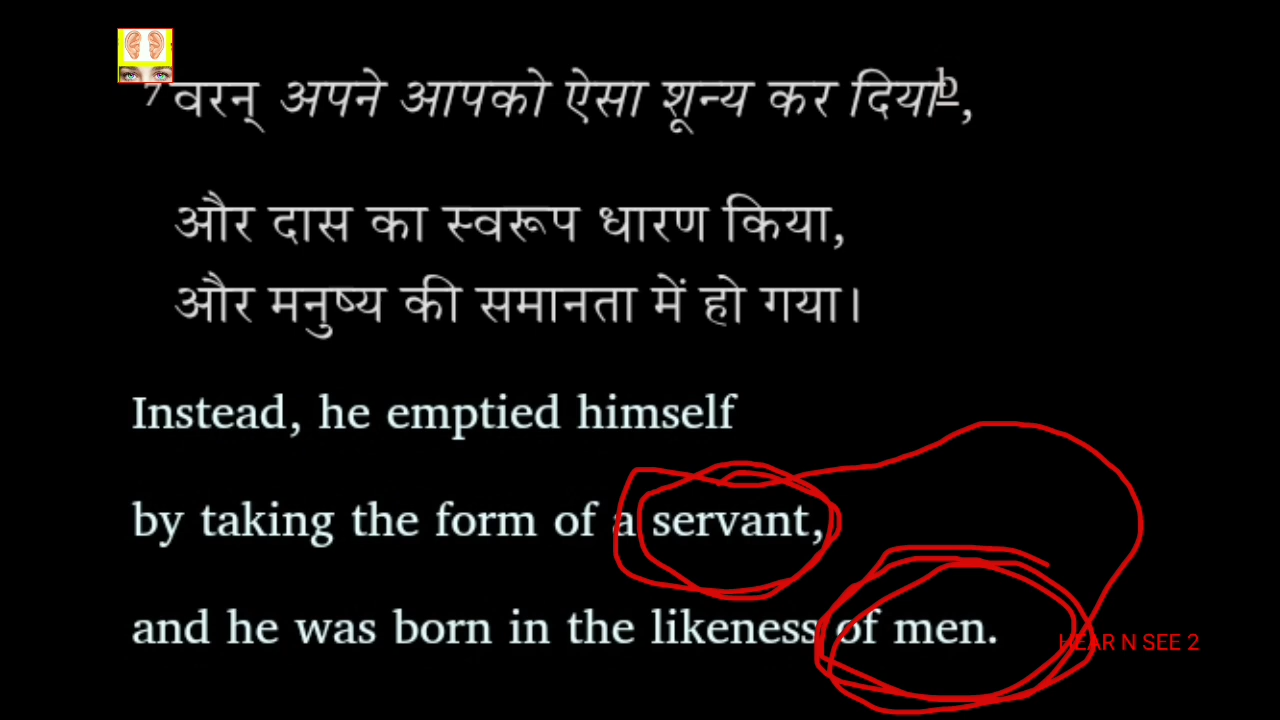 7 वरन् अपने आपको ऐसा शून्य कर दिया b,
और दास का स्वरूप धारण किया,
और मनुष्य की समानता में हो गया।
Instead, he emptied himself
by taking the form of a servant,
and he was born in the likeness of men.
HEAR N SEE 2